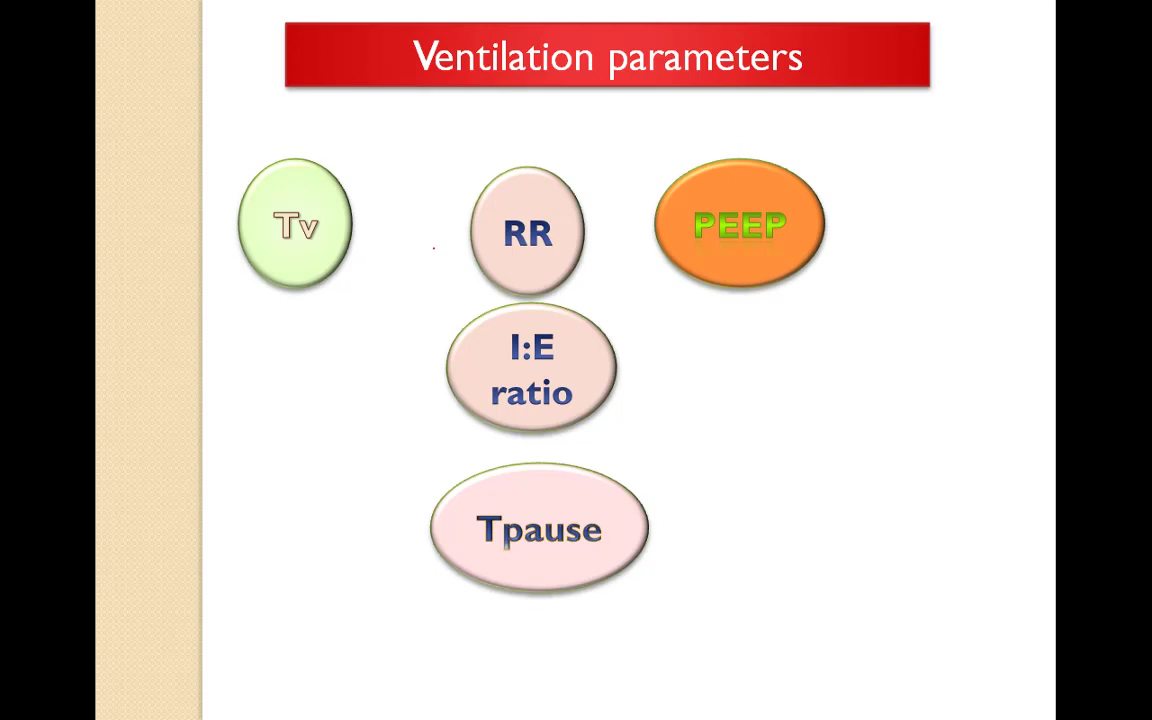 Ventilation parameters
Tv
RR
PEEP
I:E
ratio
Tpause